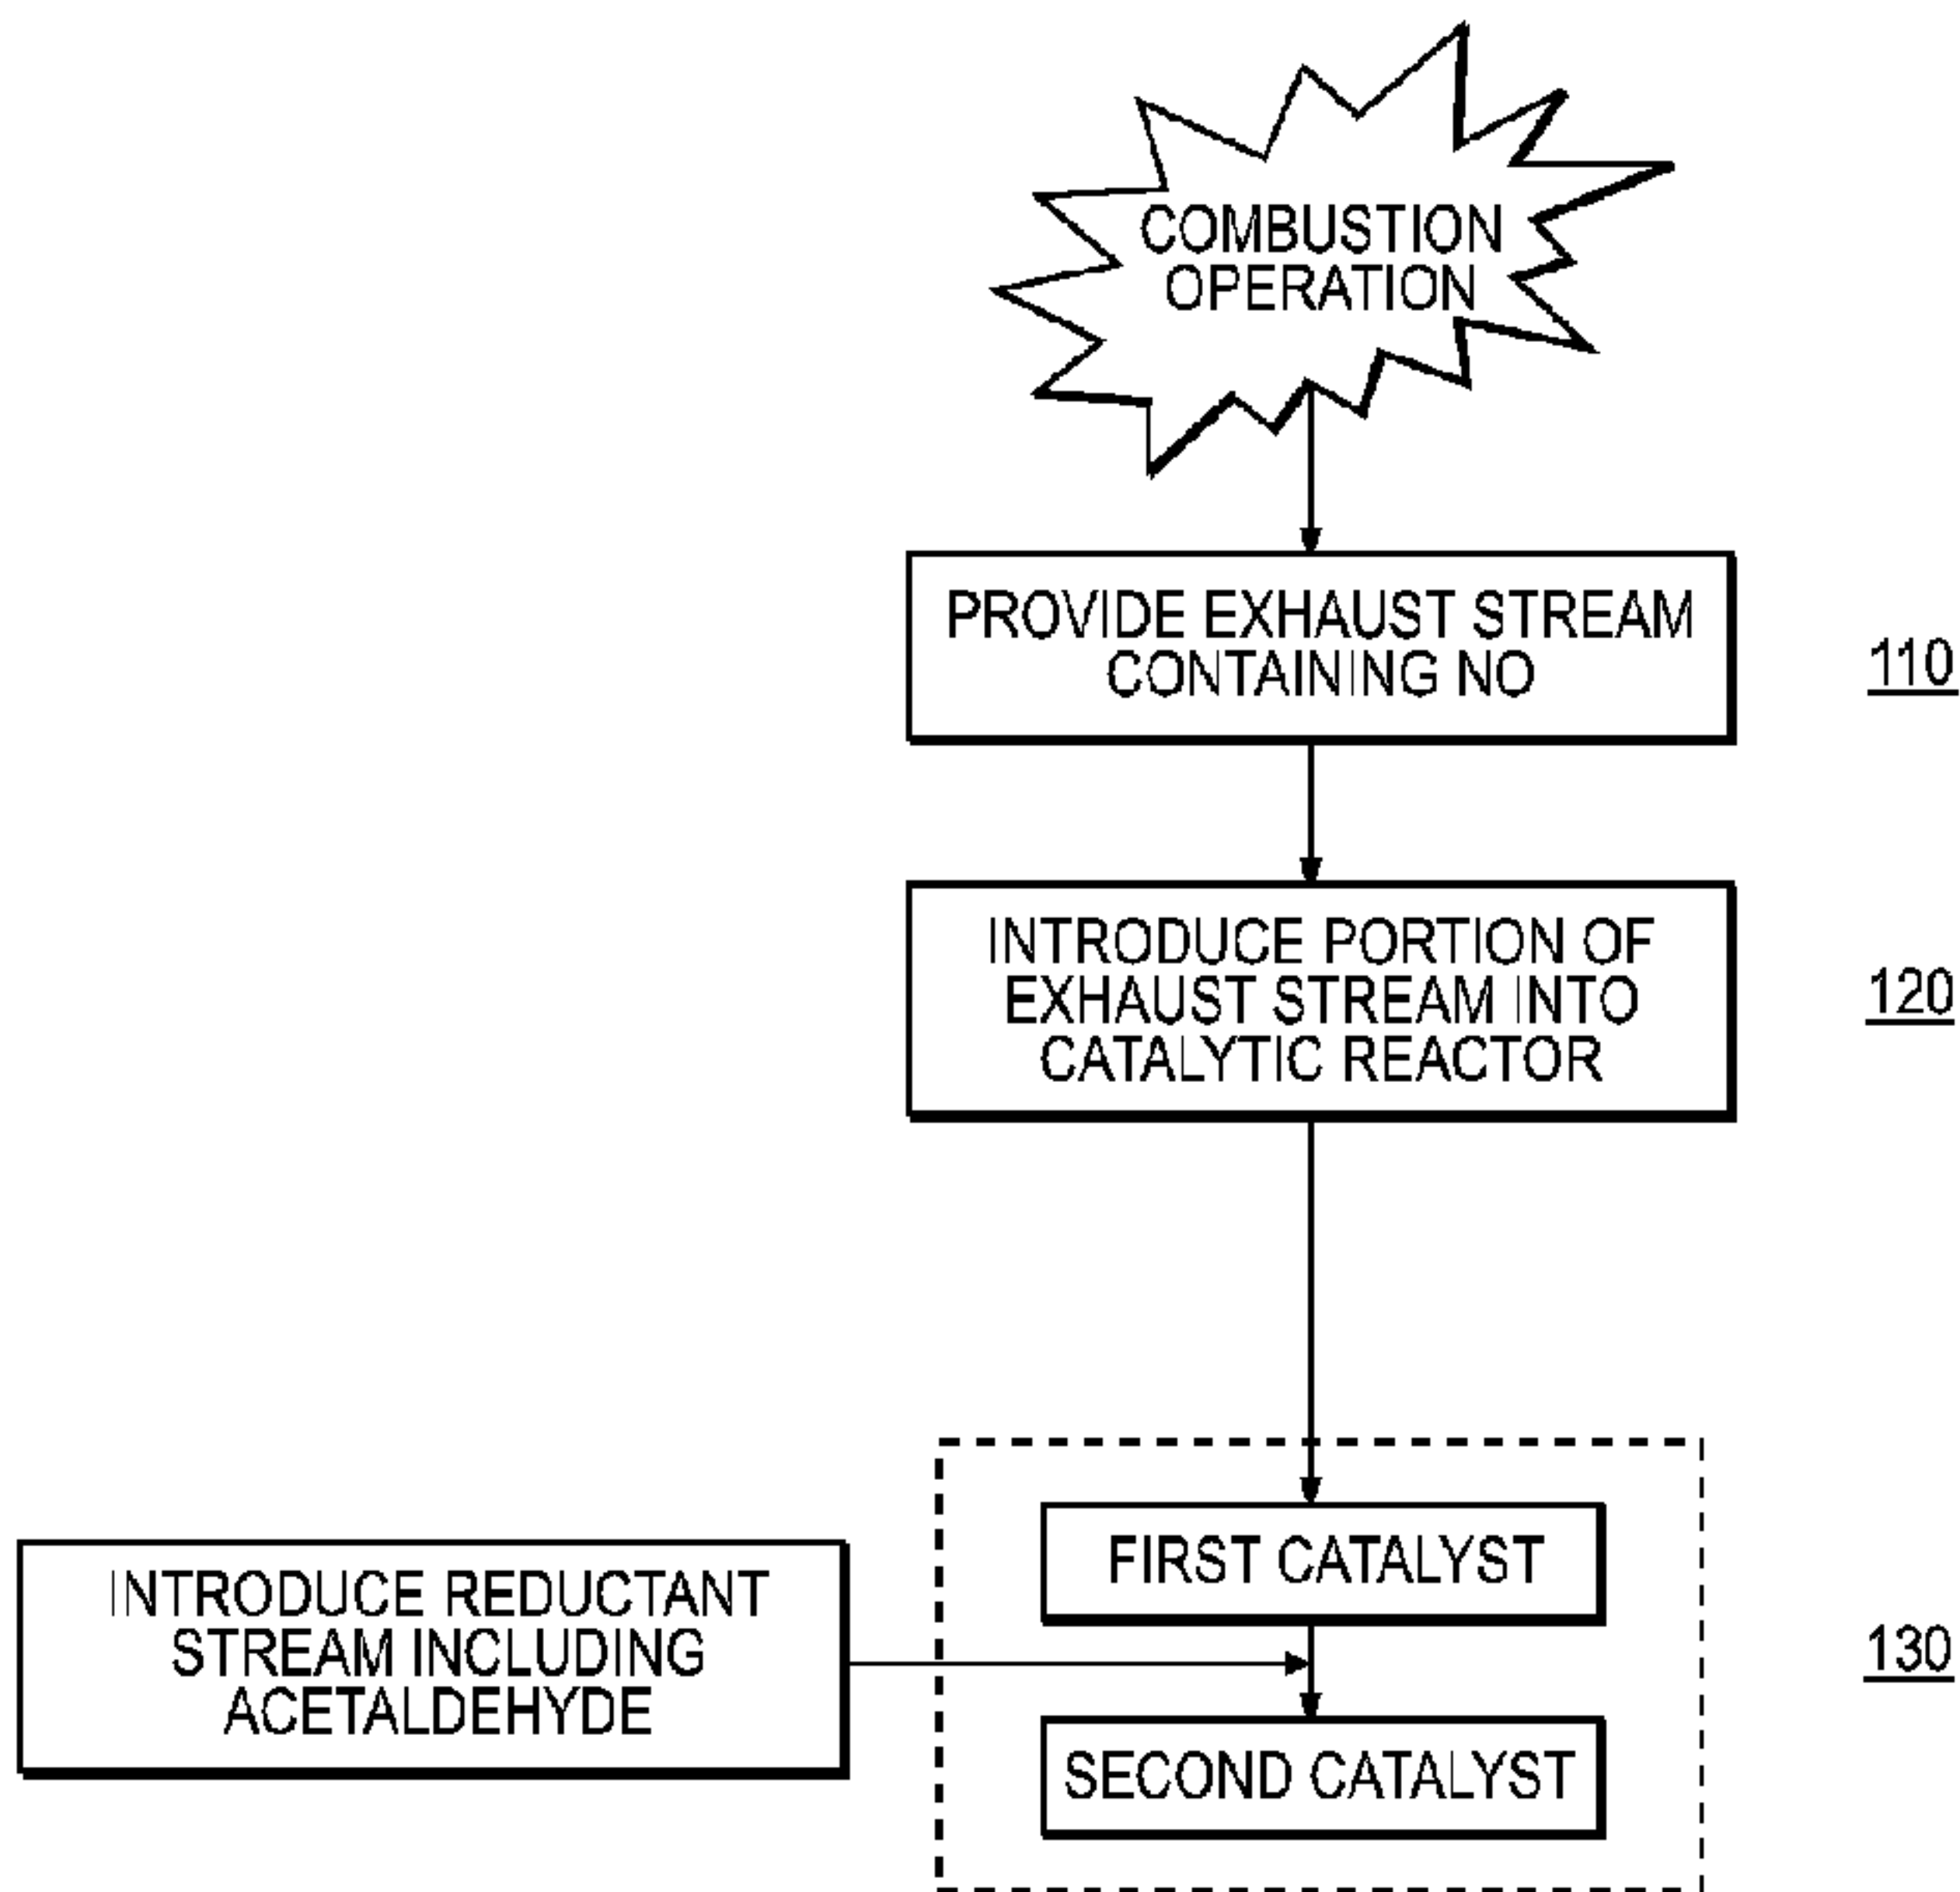 COMBUSTION
OPERATION
PROVIDE EXHAUST STREAM
CONTAINING NO
110
INTRODUCE PORTION OF
EXHAUST STREAM INTO
CATALYTIC REACTOR
120
FIRST CATALYST
INTRODUCE REDUCTANT
STREAM INCLUDING
ACETALDEHYDE
130
SECOND CATALYST